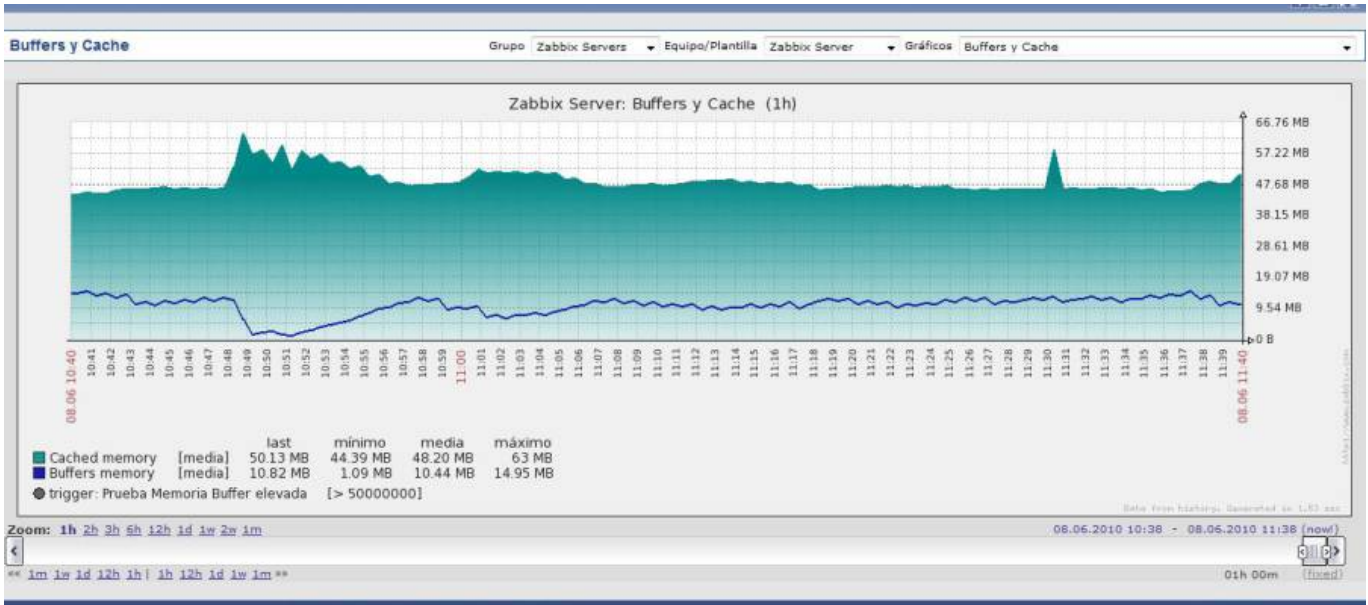 Buffers y Cache
Grupo Zabbix Servers Equipo/Plantilla Zabbix Server Gráficos Buffers y Cache
Zabbix Server: Buffers y Cache (1h)
66.76 MB
57.22 MB
47.68 MB
38.15 MB
28.61 MB
19.07 MB
9.54 MB
0 B
08.06 10:40 10:41 10:42 10:43 10:44 10:45 10:46 10:47 10:48 10:49 10:50 10:51 10:52 10:53 10:54 10:55 10:56 10:57 10:58 10:59 11:00 11:01 11:02 11:03 11:04 11:05 11:06 11:07 11:08 11:09 11:10 11:11 11:12 11:13 11:14 11:15 11:16 11:17 11:18 11:19 11:20 11:21 11:22 11:23 11:24 11:25 11:26 11:27 11:28 11:29 11:30 11:31 11:32 11:33 11:34 11:35 11:36 11:37 11:38 11:39 08.06 11:40
last mínimo media máximo
Cached memory [media] 50.13 MB 44.39 MB 48.20 MB 63 MB
Buffers memory [media] 10.82 MB 1.09 MB 10.44 MB 14.95 MB
trigger: Prueba Memoria Buffer elevada [> 50000000]
Data from history. Generated in 1.83 sec
Zoom: 1h 2h 3h 6h 12h 1d 1w 2w 1m
08.06.2010 10:38 - 08.06.2010 11:38 (now!)
«« 1m 1w 1d 12h 1h | 1h 12h 1d 1w 1m »»
01h 00m (fixed)